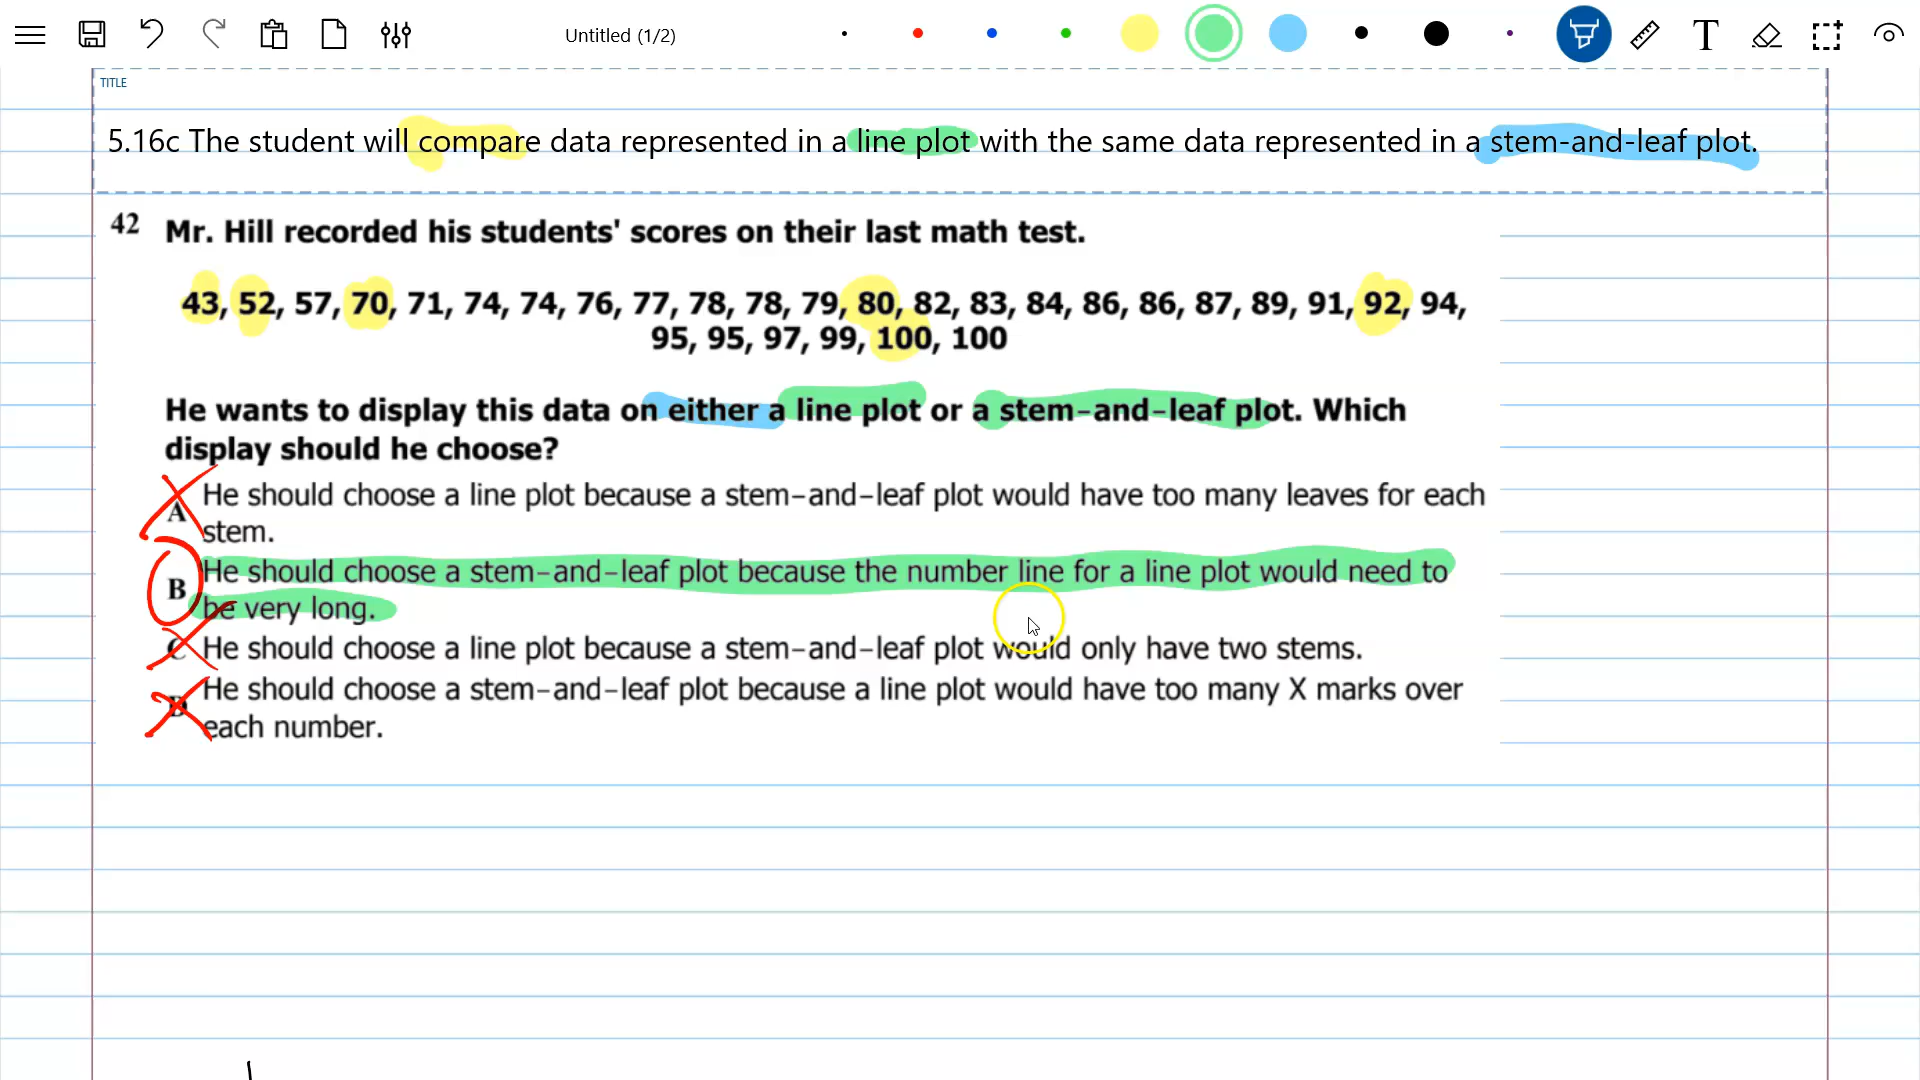 Untitled (1/2)
T
TITLE
5.16c The student will compare data represented in a line plot with the same data represented in a stem-and-leaf plot.
42 Mr. Hill recorded his students' scores on their last math test.
43, 52, 57, 70, 71, 74, 74, 76, 77, 78, 78, 79, 80, 82, 83, 84, 86, 86, 87, 89, 91, 92, 94,
95, 95, 97, 99, 100, 100
He wants to display this data on either a line plot or a stem-and-leaf plot. Which
display should he choose?
A He should choose a line plot because a stem-and-leaf plot would have too many leaves for each
stem.
B He should choose a stem-and-leaf plot because the number line for a line plot would need to
be very long.
C He should choose a line plot because a stem-and-leaf plot would only have two stems.
D He should choose a stem-and-leaf plot because a line plot would have too many X marks over
each number.